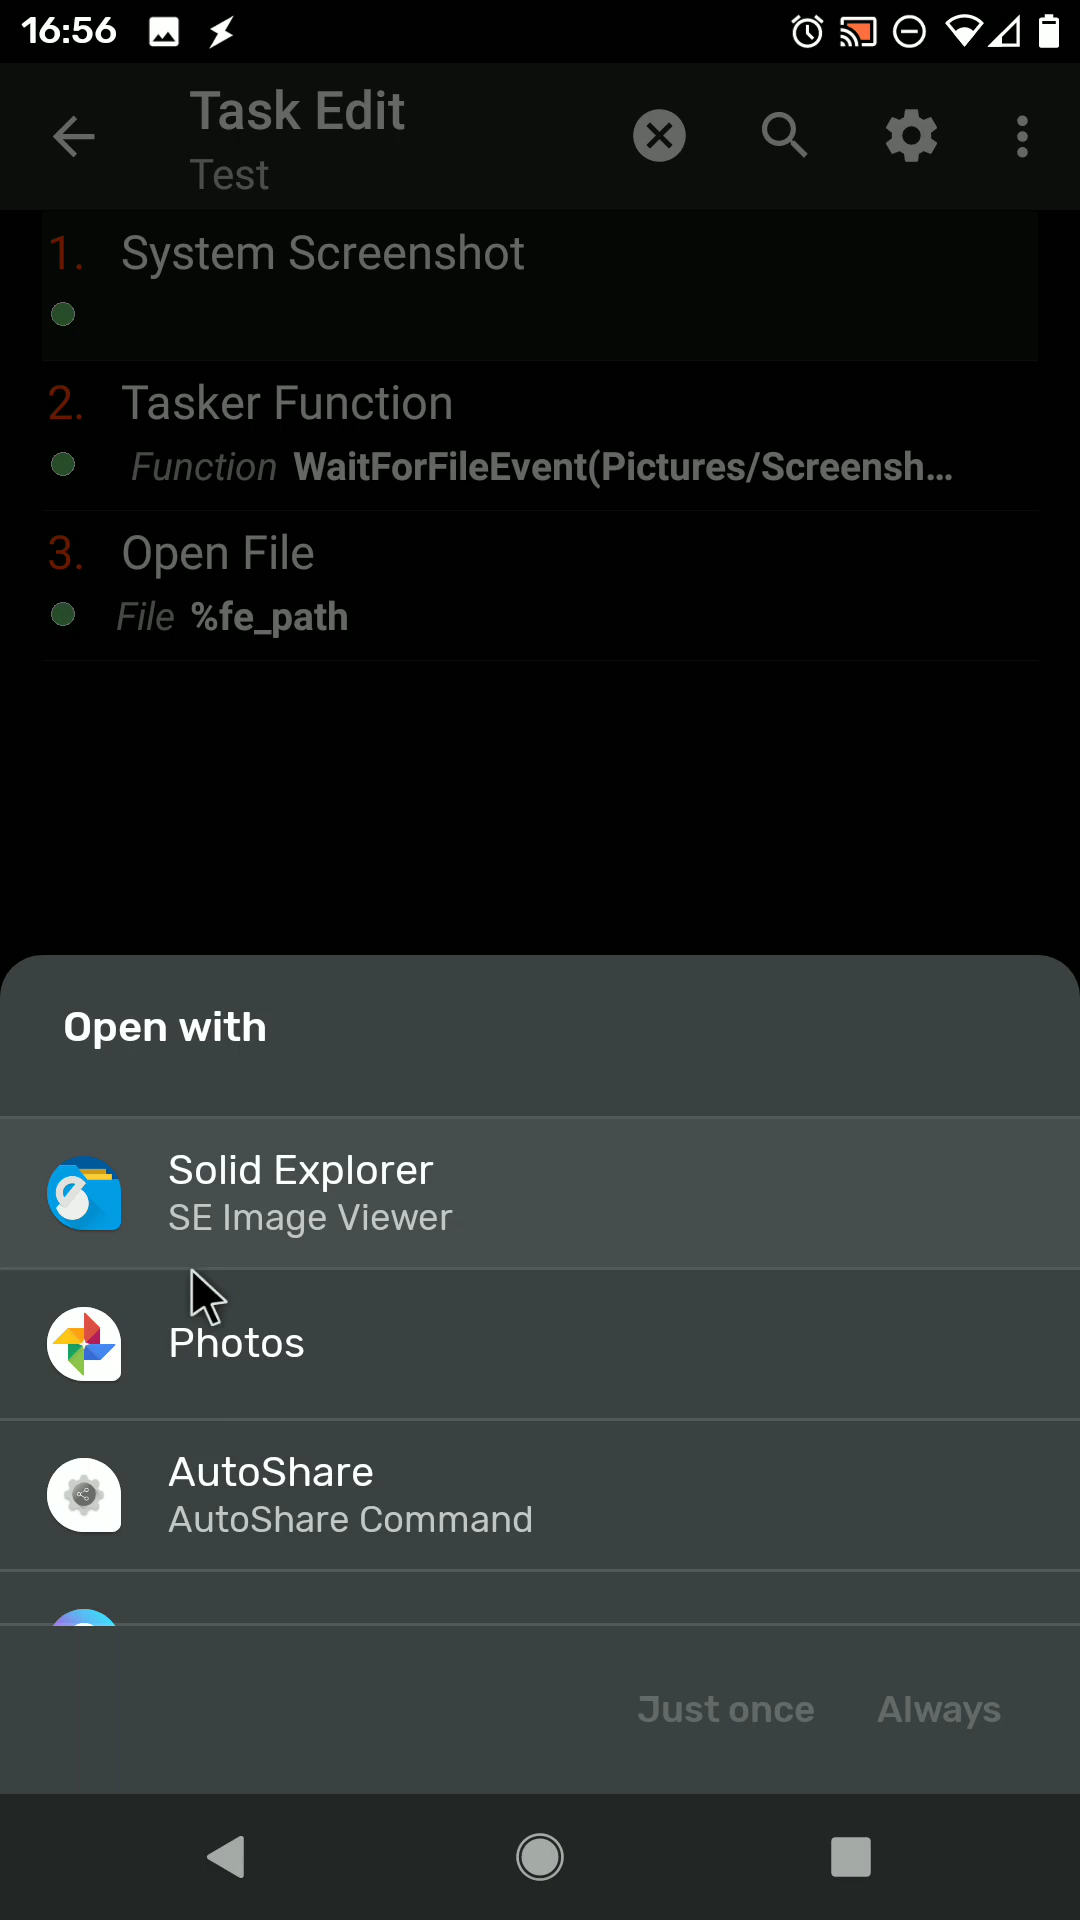 16:56
Task Edit
Test
1. System Screenshot
2. Tasker Function
Function WaitForFileEvent(Pictures/Screensh...
3. Open File
File %fe_path
Open with
Solid Explorer
SE Image Viewer
Photos
AutoShare
AutoShare Command
Just once Always